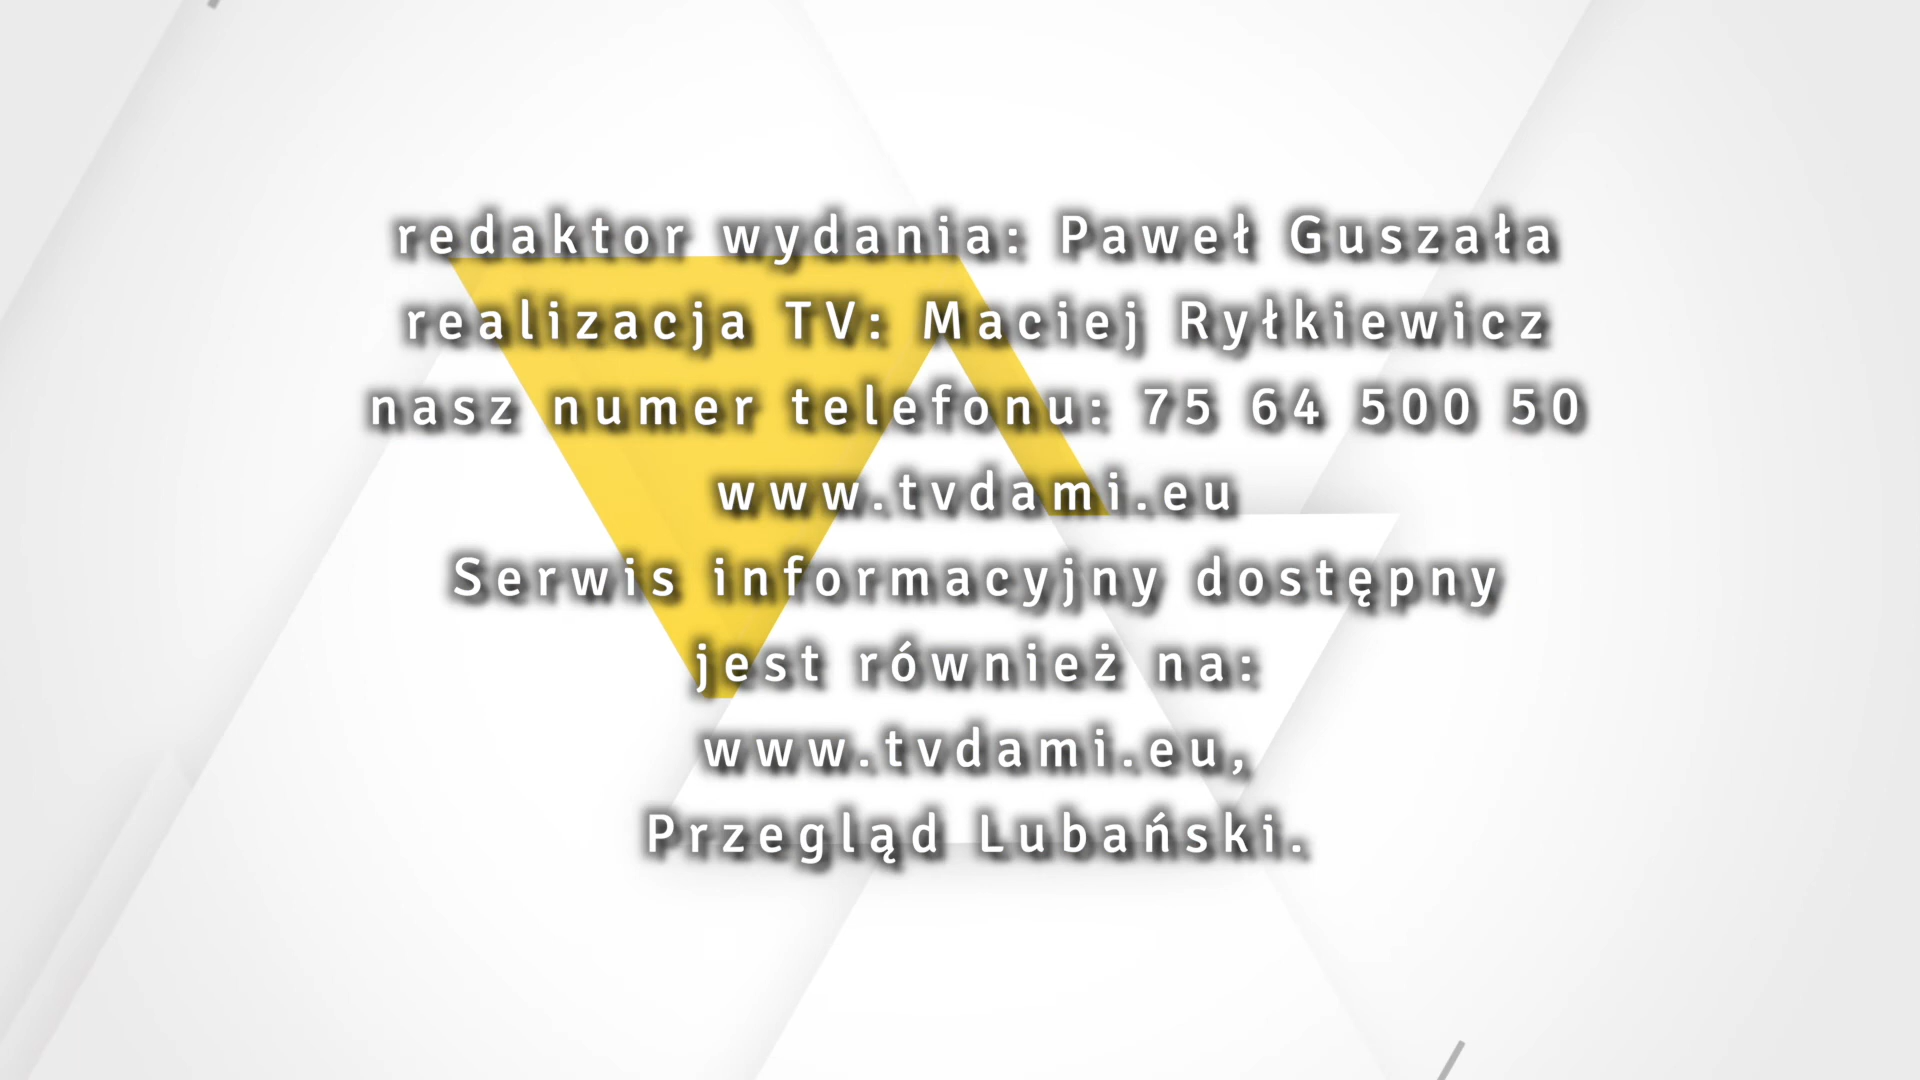 redaktor wydania: Paweł Guszała
realizacja TV: Maciej Ryłkiewicz
nasz numer telefonu: 75 64 500 50
www.tvdami.eu
Serwis informacyjny dostępny
jest również na:
www.tvdami.eu,
Przegląd Lubański.